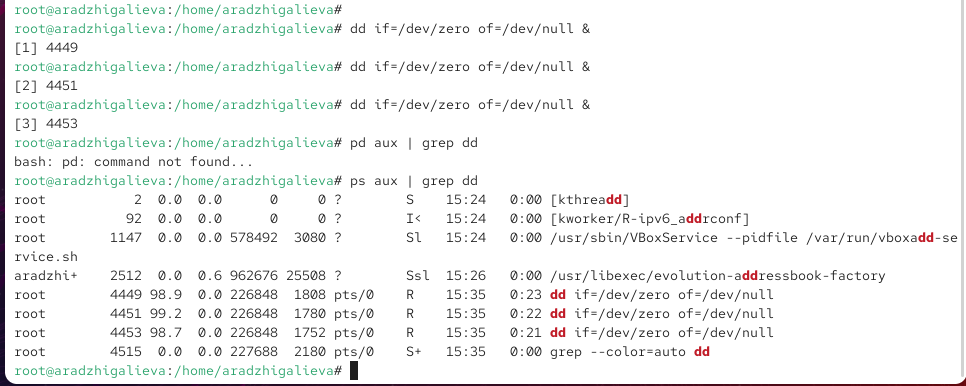 root@aradzhigalieva:/home/aradzhigalieva#
root@aradzhigalieva:/home/aradzhigalieva# dd if=/dev/zero of=/dev/null &
[1] 4449
root@aradzhigalieva:/home/aradzhigalieva# dd if=/dev/zero of=/dev/null &
[2] 4451
root@aradzhigalieva:/home/aradzhigalieva# dd if=/dev/zero of=/dev/null &
[3] 4453
root@aradzhigalieva:/home/aradzhigalieva# pd aux | grep dd
bash: pd: command not found...
root@aradzhigalieva:/home/aradzhigalieva# ps aux | grep dd
root           2  0.0  0.0      0     0 ?        S    15:24   0:00 [kthreadd]
root          92  0.0  0.0      0     0 ?        I<   15:24   0:00 [kworker/R-ipv6_addrconf]
root        1147  0.0  0.0 578492  3080 ?        Sl   15:24   0:00 /usr/sbin/VBoxService --pidfile /var/run/vboxadd-se
rvice.sh
aradzhi+    2512  0.0  0.6 962676 25508 ?        Ssl  15:26   0:00 /usr/libexec/evolution-addressbook-factory
root        4449 98.9  0.0 226848  1808 pts/0    R    15:35   0:23 dd if=/dev/zero of=/dev/null
root        4451 99.2  0.0 226848  1780 pts/0    R    15:35   0:22 dd if=/dev/zero of=/dev/null
root        4453 98.7  0.0 226848  1752 pts/0    R    15:35   0:21 dd if=/dev/zero of=/dev/null
root        4515  0.0  0.0 227688  2180 pts/0    S+   15:35   0:00 grep --color=auto dd
root@aradzhigalieva:/home/aradzhigalieva#